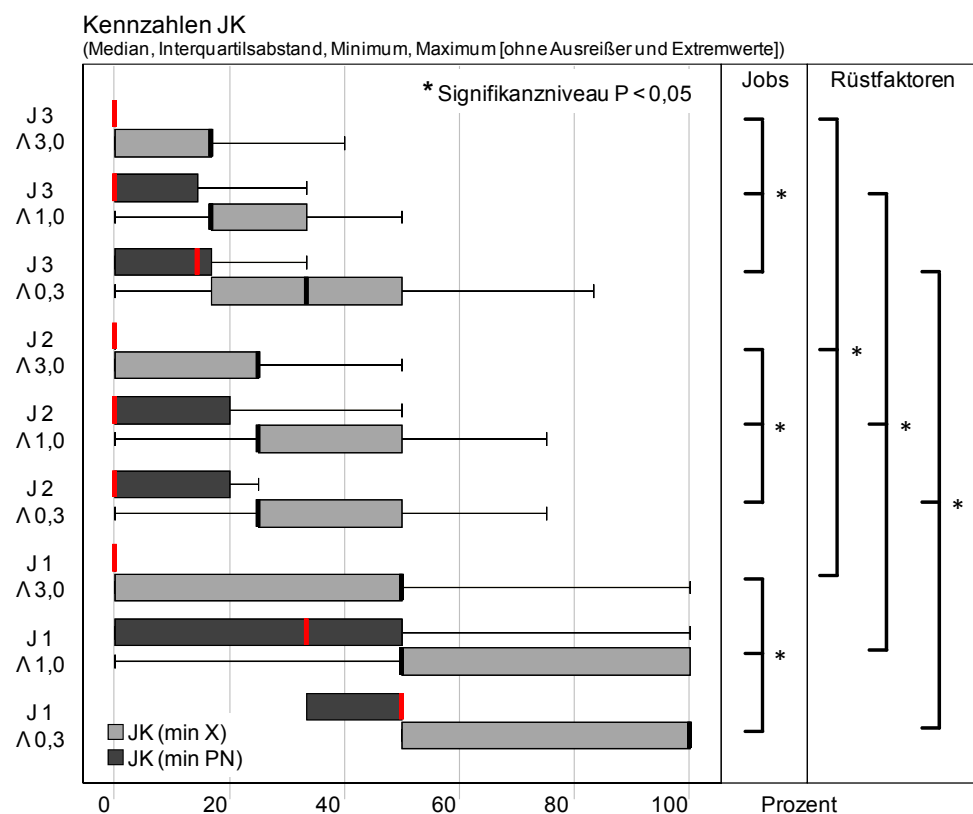 Kennzahlen JK
(Median, Interquartilsabstand, Minimum, Maximum [ohne Ausreißer und Extremwerte])
* Signifikanzniveau P < 0,05
Jobs
Rüstfaktoren
J 3
Λ 3,0
J 3
Λ 1,0
J 3
Λ 0,3
J 2
Λ 3,0
J 2
Λ 1,0
J 2
Λ 0,3
J 1
Λ 3,0
J 1
Λ 1,0
J 1
Λ 0,3
*
*
*
*
*
*
JK (min X)
JK (min PN)
0 20 40 60 80 100 Prozent